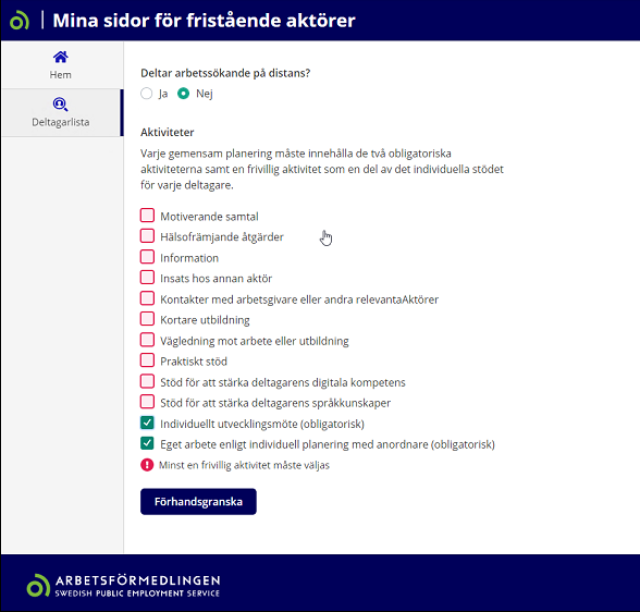 Mina sidor för fristående aktörer
Hem
Deltagarlista
Deltar arbetssökande på distans?
Ja Nej
Aktiviteter
Varje gemensam planering måste innehålla de två obligatoriska
aktiviteterna samt en frivillig aktivitet som en del av det individuella stödet
för varje deltagare.
Motiverande samtal
Hälsofrämjande åtgärder
Information
Insats hos annan aktör
Kontakter med arbetsgivare eller andra relevantaAktörer
Kortare utbildning
Vägledning mot arbete eller utbildning
Praktiskt stöd
Stöd för att stärka deltagarens digitala kompetens
Stöd för att stärka deltagarens språkkunskaper
Individuellt utvecklingsmöte (obligatorisk)
Eget arbete enligt individuell planering med anordnare (obligatorisk)
Minst en frivillig aktivitet måste väljas
Förhandsgranska
ARBETSFÖRMEDLINGEN
SWEDISH PUBLIC EMPLOYMENT SERVICE